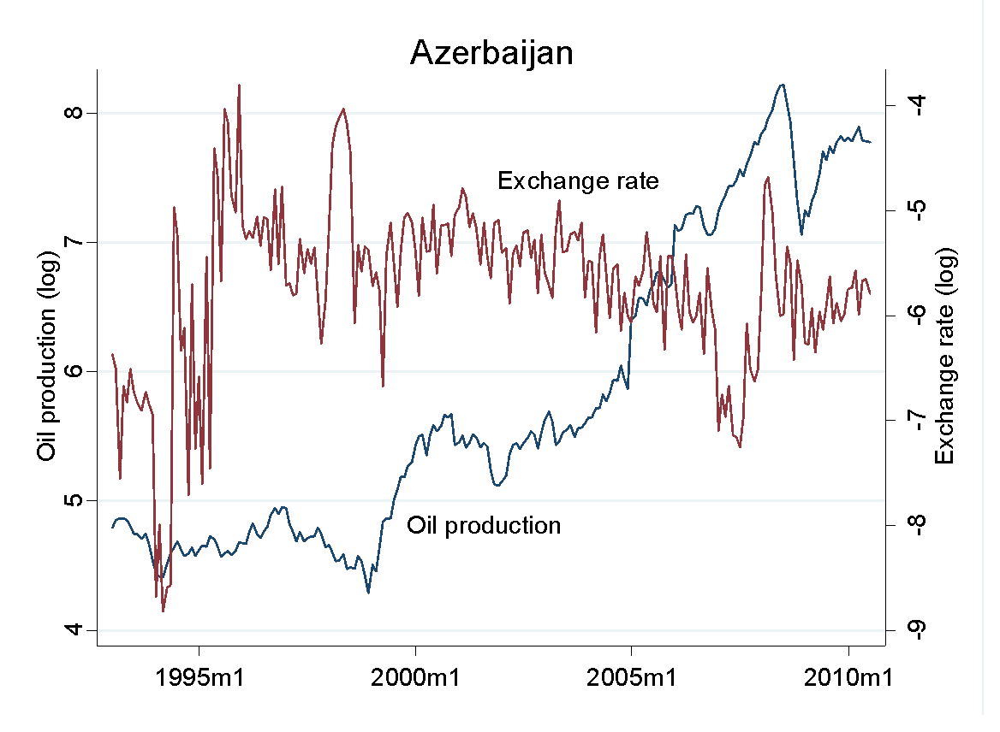 Azerbaijan
8
7
6
5
4
Oil production (log)
Exchange rate
Oil production
-4
-5
-6
-7
-8
-9
Exchange rate (log)
1995m1
2000m1
2005m1
2010m1